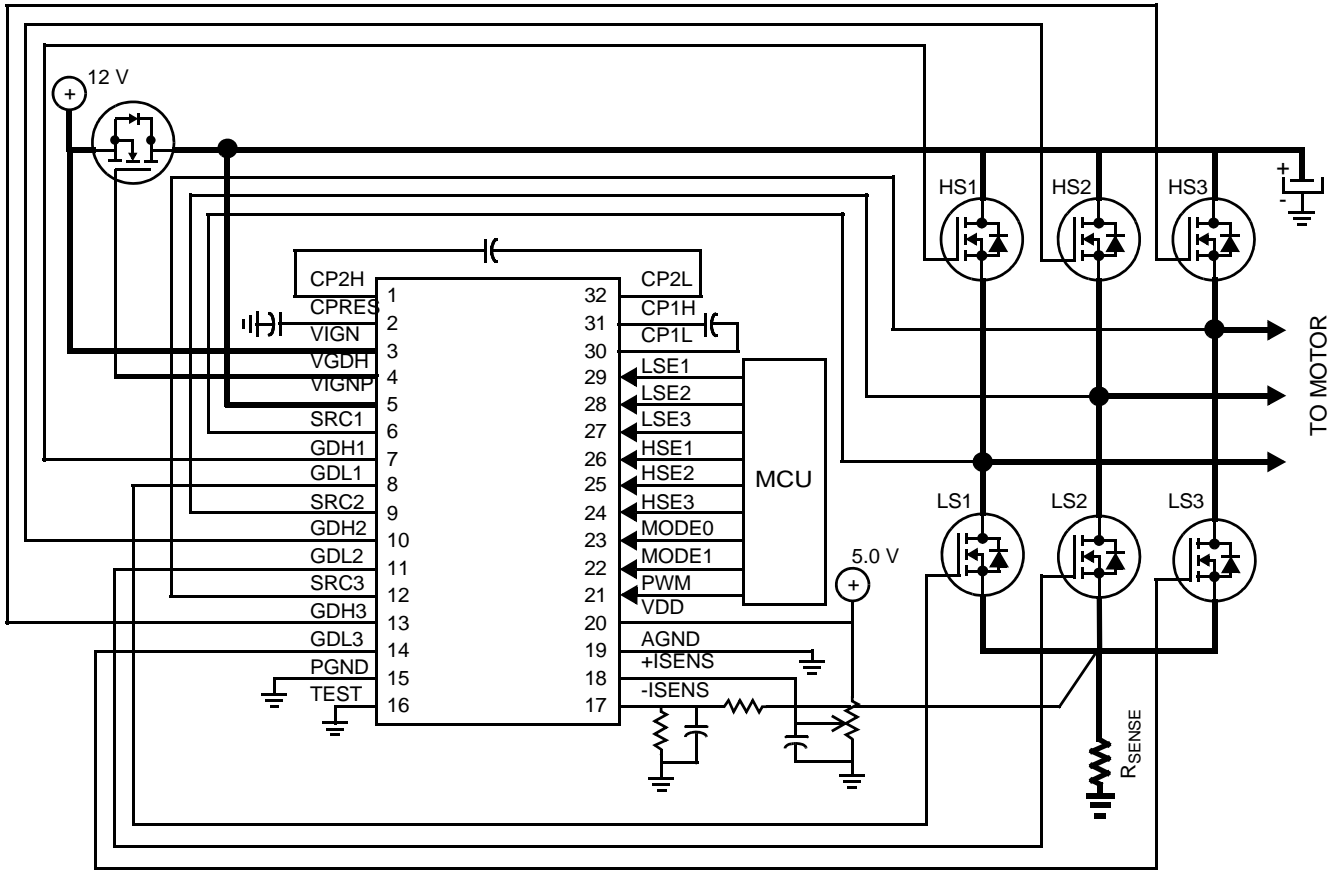 12 V
+
HS1
HS2
HS3
+
-
CP2H
1
CPRES
2
VIGN
3
VGDH
4
VIGNP
5
SRC1
6
GDH1
7
GDL1
8
SRC2
9
GDH2
10
GDL2
11
SRC3
12
GDH3
13
GDL3
14
PGND
15
TEST
16
32
CP2L
31
CP1H
30
CP1L
29
LSE1
28
LSE2
27
LSE3
26
HSE1
25
HSE2
24
HSE3
23
MODE0
22
MODE1
21
PWM
20
VDD
19
AGND
18
+ISENS
17
-ISENS
MCU
5.0 V
+
LS1
LS2
LS3
TO MOTOR
RSENSE